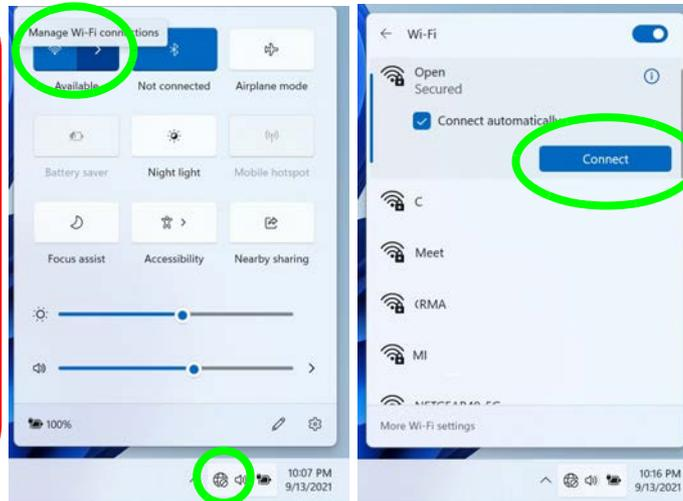 Manage Wi-Fi connections
Available
Not connected
Airplane mode
Battery saver
Night light
Mobile hotspot
Focus assist
Accessibility
Nearby sharing
100%
10:07 PM
9/13/2021
Wi-Fi
Open
Secured
Connect automatically
Connect
C
Meet
(RMA
MI
More Wi-Fi settings
10:16 PM
9/13/2021